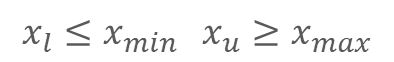 x_l ≤ x_min x_u ≥ x_max